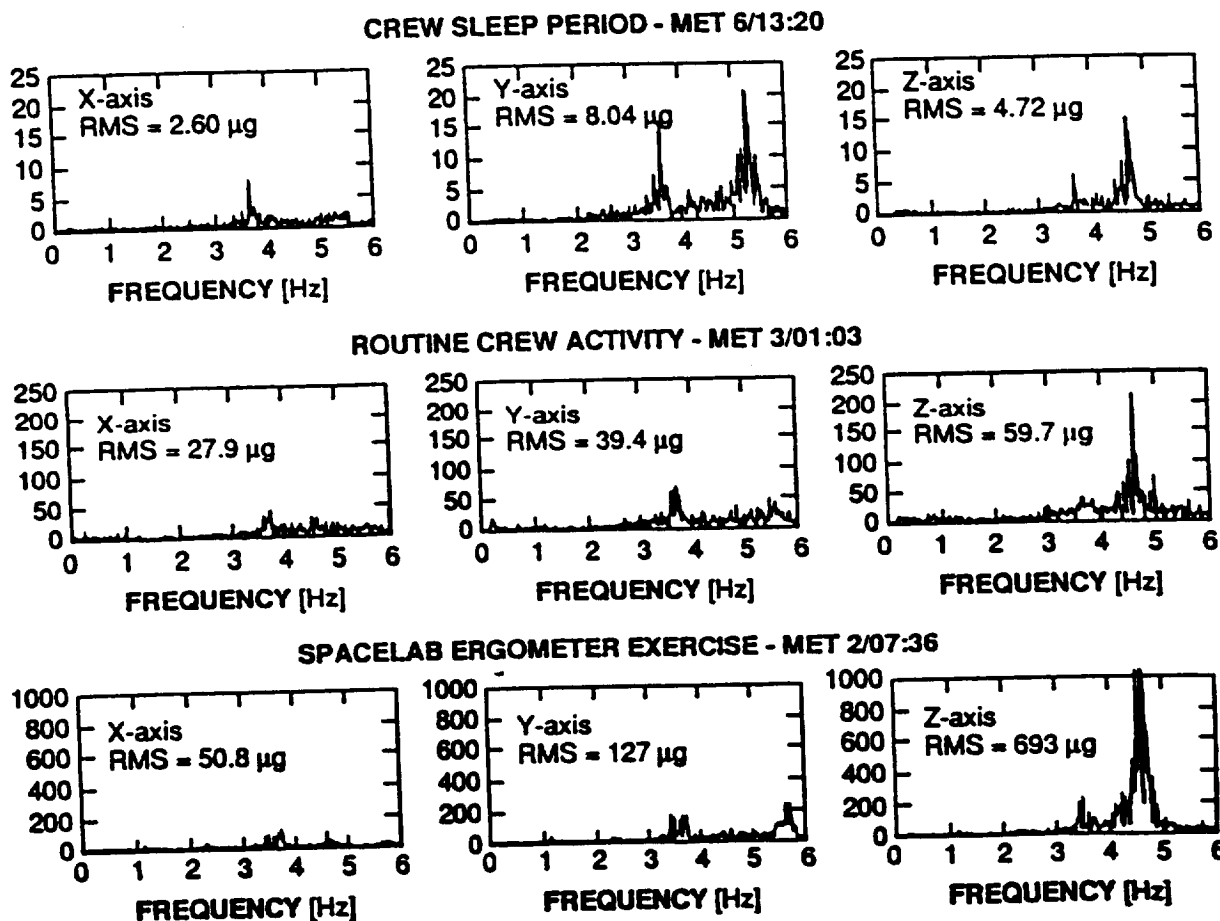 CREW SLEEP PERIOD - MET 6/13:20
25
20
15
10
5
0
X-axis
RMS = 2.60 µg
0 1 2 3 4 5 6
FREQUENCY [Hz]
25
20
15
10
5
0
Y-axis
RMS = 8.04 µg
0 1 2 3 4 5 6
FREQUENCY [Hz]
25
20
15
10
5
0
Z-axis
RMS = 4.72 µg
0 1 2 3 4 5 6
FREQUENCY [Hz]
ROUTINE CREW ACTIVITY - MET 3/01:03
250
200
150
100
50
0
X-axis
RMS = 27.9 µg
0 1 2 3 4 5 6
FREQUENCY [Hz]
250
200
150
100
50
0
Y-axis
RMS = 39.4 µg
0 1 2 3 4 5 6
FREQUENCY [Hz]
250
200
150
100
50
0
Z-axis
RMS = 59.7 µg
0 1 2 3 4 5 6
FREQUENCY [Hz]
SPACELAB ERGOMETER EXERCISE - MET 2/07:36
1000
800
600
400
200
0
X-axis
RMS = 50.8 µg
0 1 2 3 4 5 6
FREQUENCY [Hz]
1000
800
600
400
200
0
Y-axis
RMS = 127 µg
0 1 2 3 4 5 6
FREQUENCY [Hz]
1000
800
600
400
200
0
Z-axis
RMS = 693 µg
0 1 2 3 4 5 6
FREQUENCY [Hz]